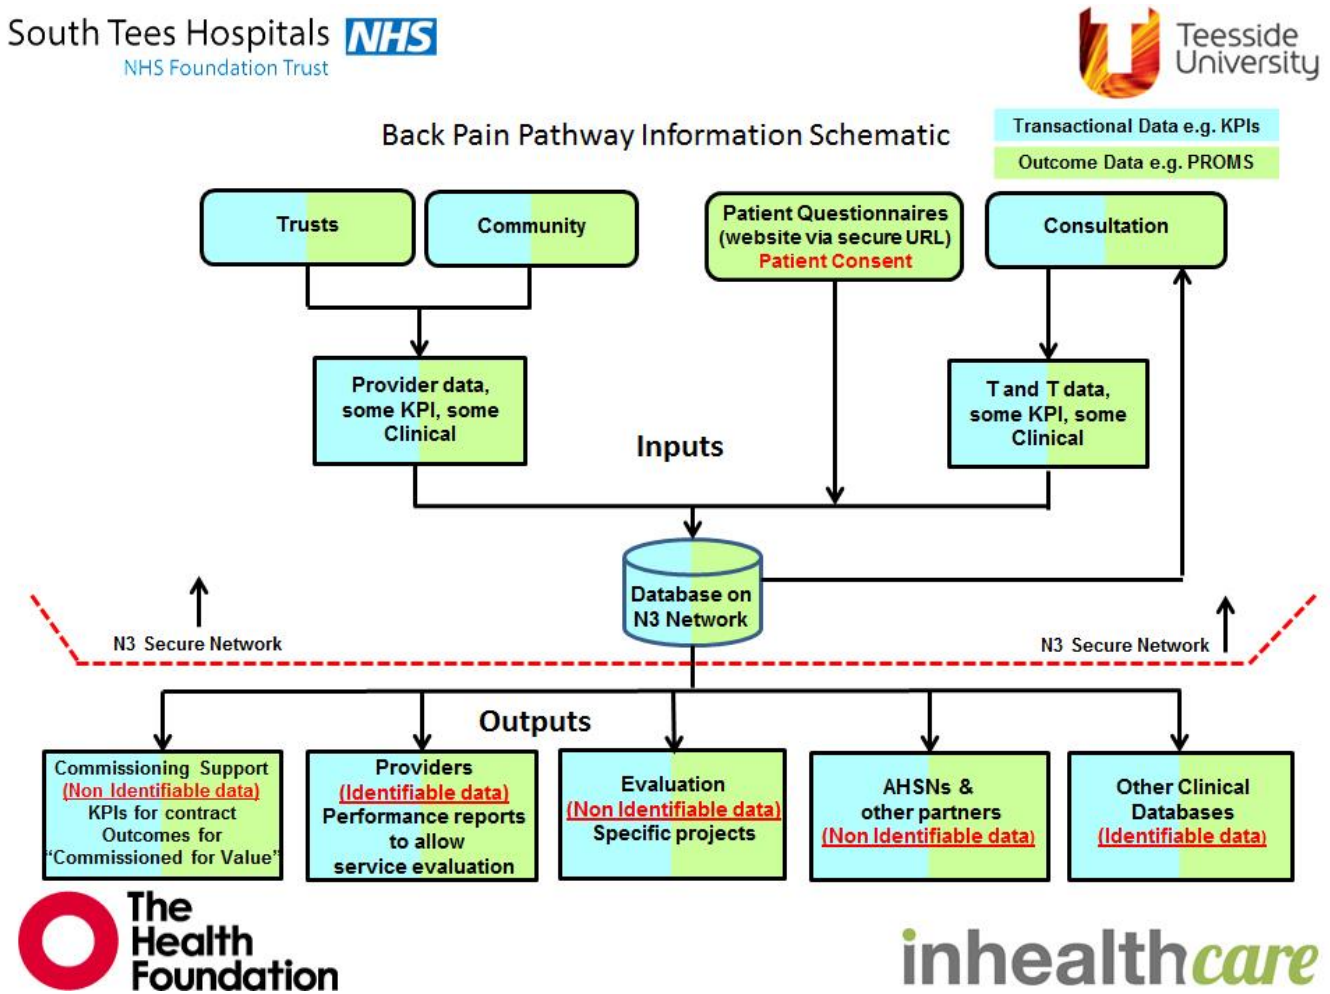 South Tees Hospitals NHS
NHS Foundation Trust
Teesside
University
Back Pain Pathway Information Schematic
Transactional Data e.g. KPIs
Outcome Data e.g. PROMS
Trusts
Community
Patient Questionnaires
(website via secure URL)
Patient Consent
Consultation
Provider data,
some KPI, some
Clinical
T and T data,
some KPI, some
Clinical
Inputs
Database on
N3 Network
N3 Secure Network
N3 Secure Network
Outputs
Commissioning Support
(Non Identifiable data)
KPIs for contract
Outcomes for
"Commissioned for Value"
Providers
(Identifiable data)
Performance reports
to allow
service evaluation
Evaluation
(Non Identifiable data)
Specific projects
AHSNs &
other partners
(Non Identifiable data)
Other Clinical
Databases
(Identifiable data)
The
Health
Foundation
inhealthcare